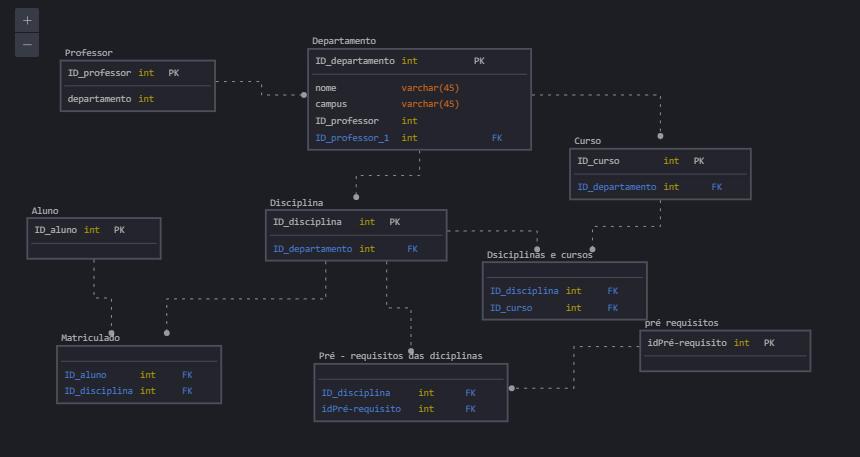 +
−
Professor
ID_professor int PK
departamento int
Departamento
ID_departamento int PK
nome varchar(45)
campus varchar(45)
ID_professor int
ID_professor_1 int FK
Curso
ID_curso int PK
ID_departamento int FK
Aluno
ID_aluno int PK
Disciplina
ID_disciplina int PK
ID_departamento int FK
Dsiciplinas e cursos
ID_disciplina int FK
ID_curso int FK
Matriculado
ID_aluno int FK
ID_disciplina int FK
Pré - requisitos das diciplinas
ID_disciplina int FK
idPré-requisito int FK
pré requisitos
idPré-requisito int PK